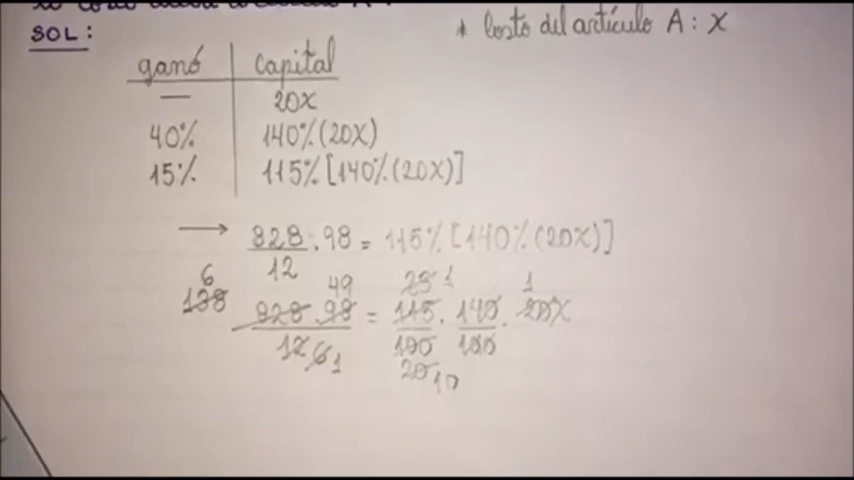 SOL:
* Costo del artículo A: X
ganó | Capital
— | 20x
40% | 140%(20x)
15% | 115%[140%(20x)]
→ 828/12 . 98 = 115%[140%(20x)]
6 49 23 1 1
138 828 . 98 / 12 6 1 = 115/100 . 140/100 . 20x
20 10